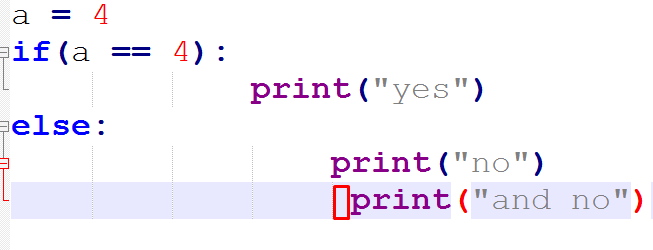 a = 4
if(a == 4):
print("yes")
else:
print("no")
print("and no")